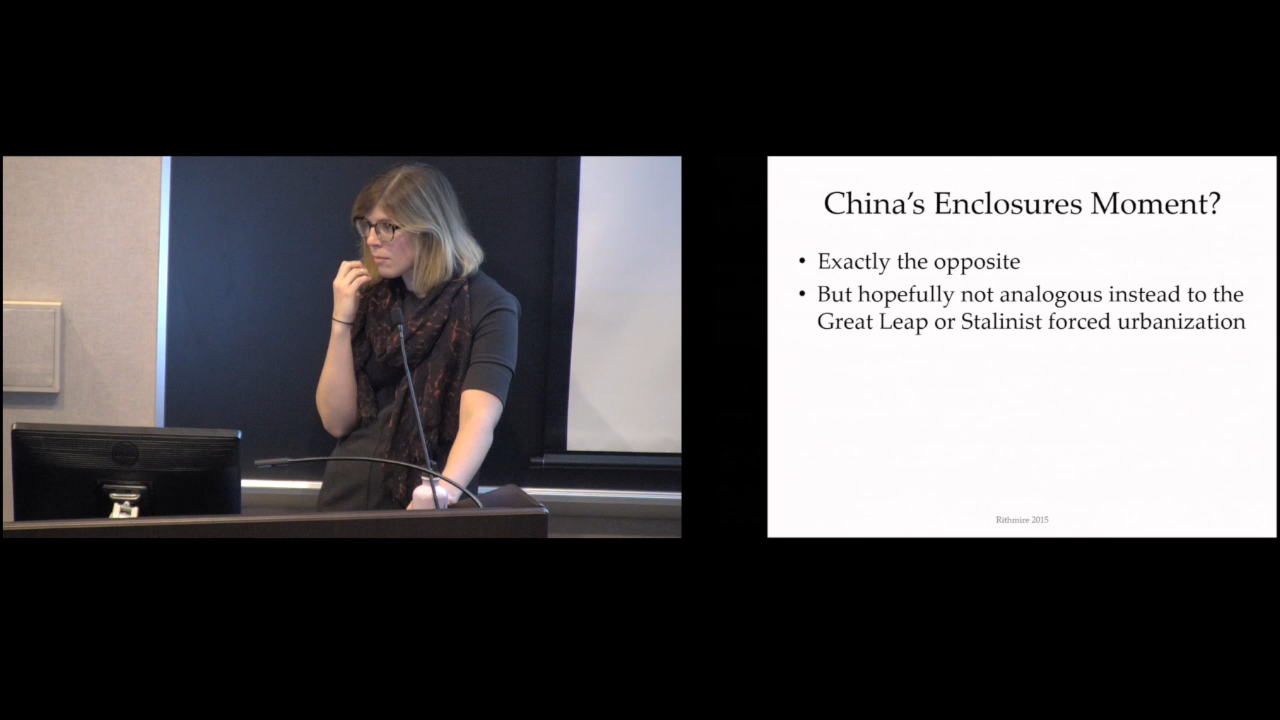 China's Enclosures Moment?
• Exactly the opposite
• But hopefully not analogous instead to the
Great Leap or Stalinist forced urbanization
Rithmire 2015